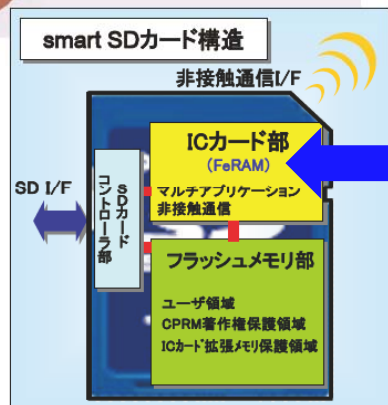 smart SDカード構造
非接触通信I/F
ICカード部
(FeRAM)
マルチアプリケーション
非接触通信
SD I/F
SDカード
コントローラ部
フラッシュメモリ部
ユーザ領域
CPRM著作権保護領域
ICカード拡張メモリ保護領域